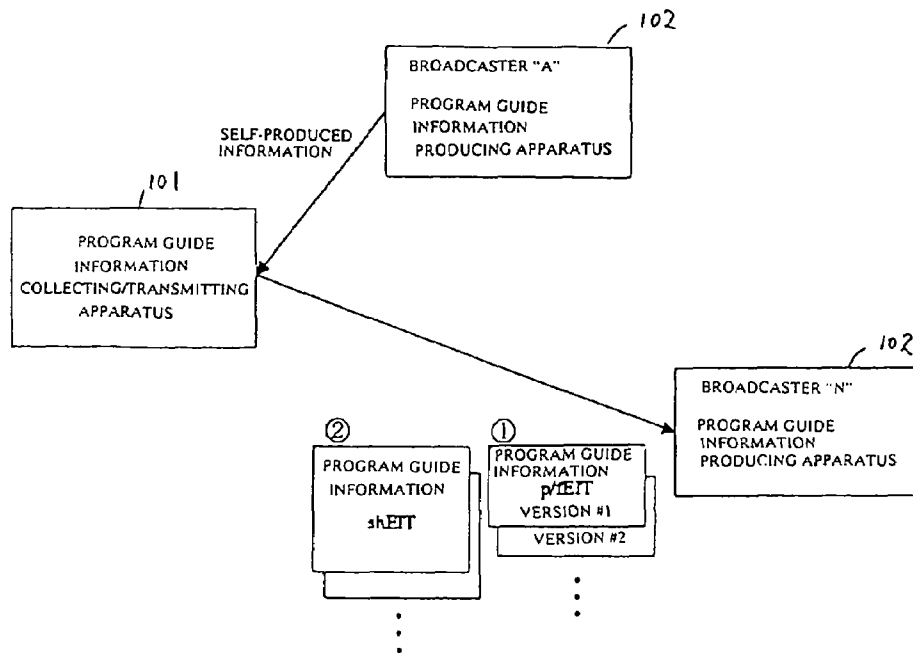 102
BROADCASTER "A"
PROGRAM GUIDE
INFORMATION
PRODUCING APPARATUS
SELF-PRODUCED
INFORMATION
101
PROGRAM GUIDE
INFORMATION
COLLECTING/TRANSMITTING
APPARATUS
102
BROADCASTER "N"
PROGRAM GUIDE
INFORMATION
PRODUCING APPARATUS
②
PROGRAM GUIDE
INFORMATION
shEIT
①
PROGRAM GUIDE
INFORMATION
p/fEIT
VERSION #1
VERSION #2